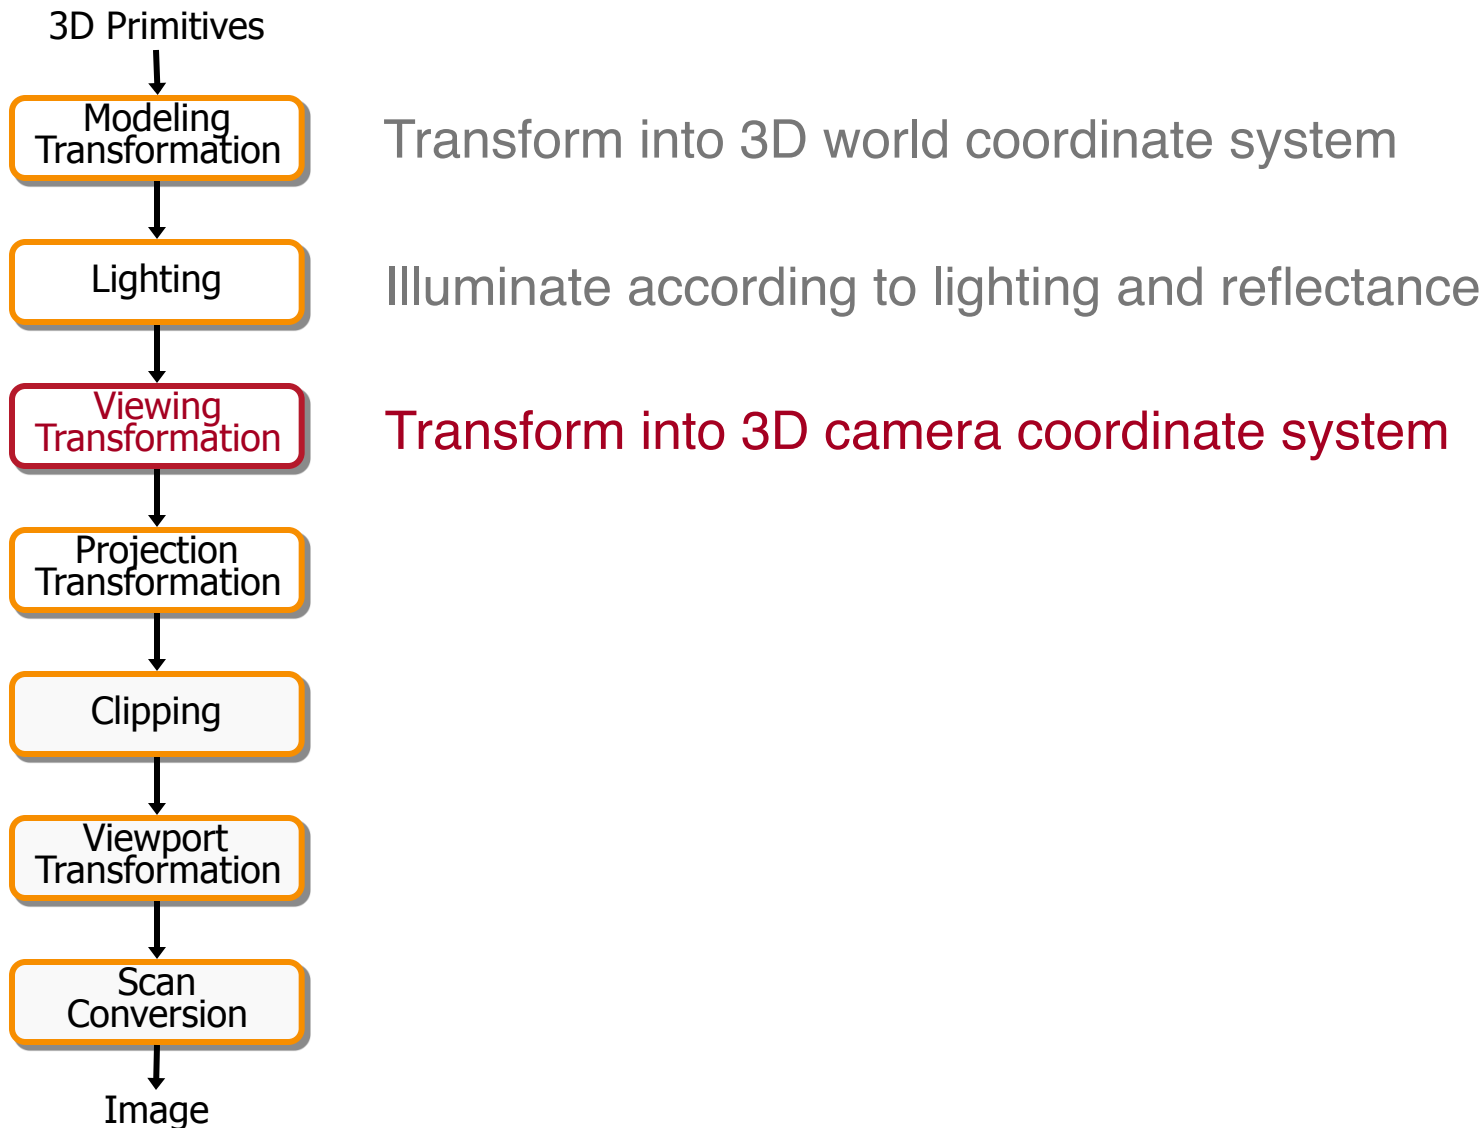 3D Primitives
Modeling
Transformation
Transform into 3D world coordinate system
Lighting
Illuminate according to lighting and reflectance
Viewing
Transformation
Transform into 3D camera coordinate system
Projection
Transformation
Clipping
Viewport
Transformation
Scan
Conversion
Image